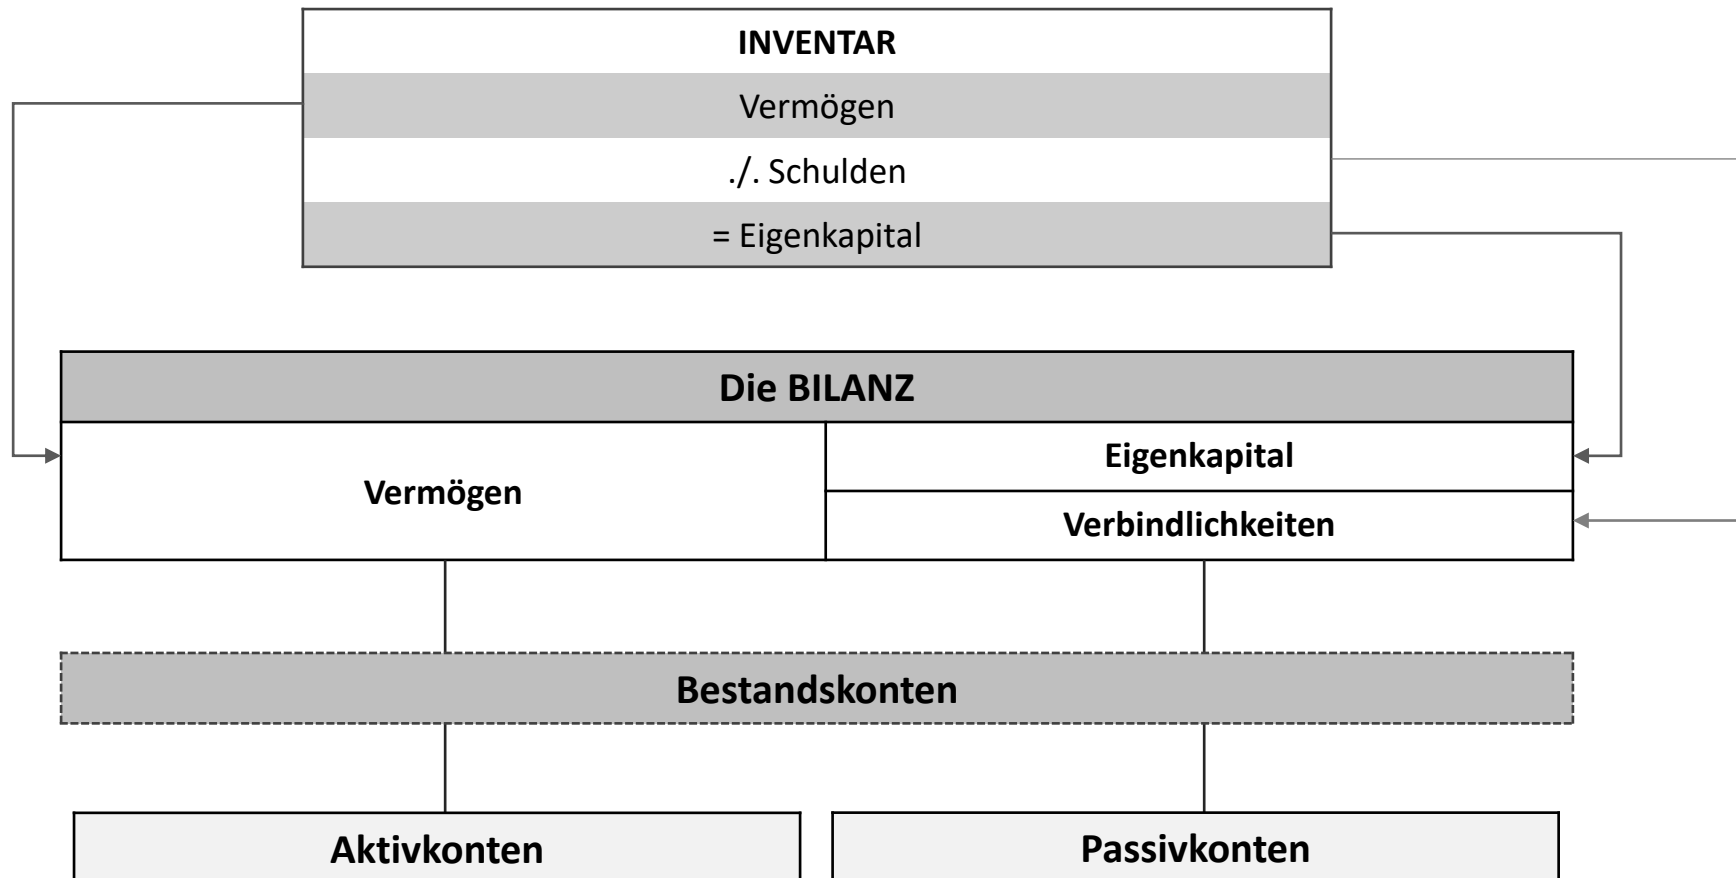 INVENTAR
Vermögen
./. Schulden
= Eigenkapital
Die BILANZ
Vermögen
Eigenkapital
Verbindlichkeiten
Bestandskonten
Aktivkonten
Passivkonten